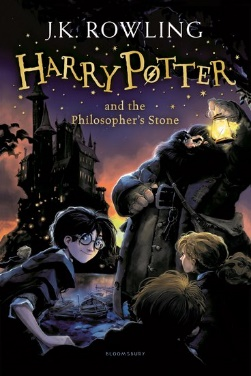 J.K. ROWLING
HARRY POTTER
and the
Philosopher's Stone
BLOOMSBURY